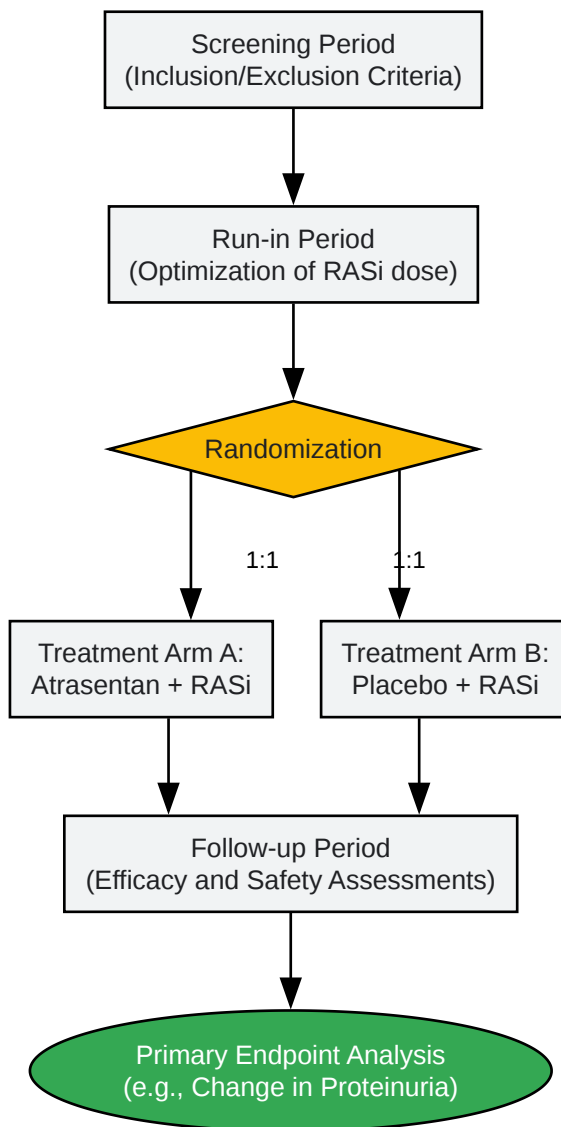 Screening Period
(Inclusion/Exclusion Criteria)
Run-in Period
(Optimization of RASi dose)
Randomization
1:1
1:1
Treatment Arm A:
Atrasentan + RASi
Treatment Arm B:
Placebo + RASi
Follow-up Period
(Efficacy and Safety Assessments)
Primary Endpoint Analysis
(e.g., Change in Proteinuria)